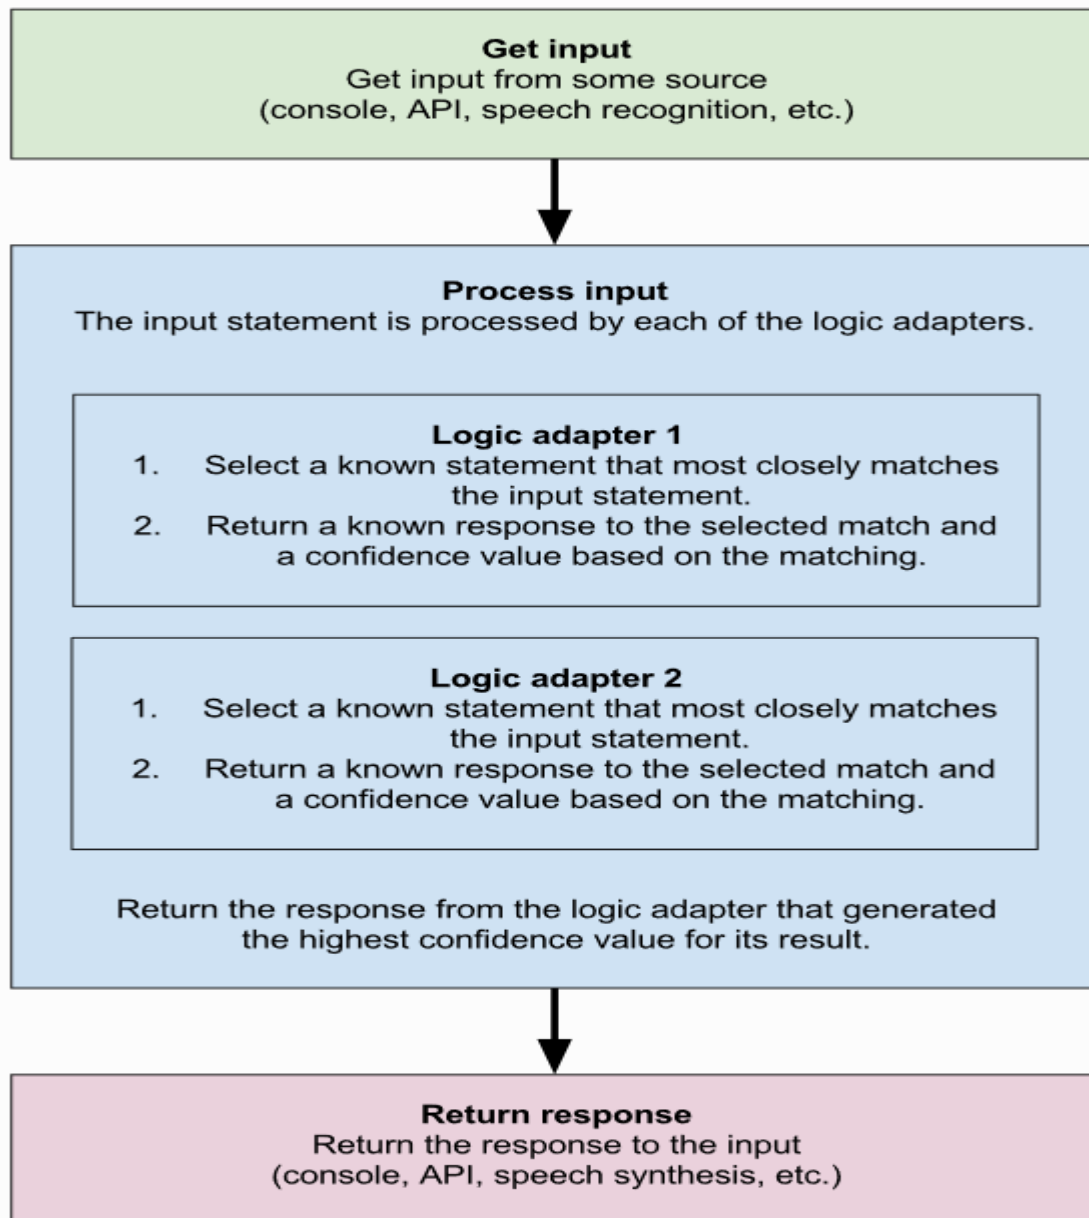 Get input
Get input from some source
(console, API, speech recognition, etc.)
Process input
The input statement is processed by each of the logic adapters.
Logic adapter 1
1. Select a known statement that most closely matches
the input statement.
2. Return a known response to the selected match and
a confidence value based on the matching.
Logic adapter 2
1. Select a known statement that most closely matches
the input statement.
2. Return a known response to the selected match and
a confidence value based on the matching.
Return the response from the logic adapter that generated
the highest confidence value for its result.
Return response
Return the response to the input
(console, API, speech synthesis, etc.)